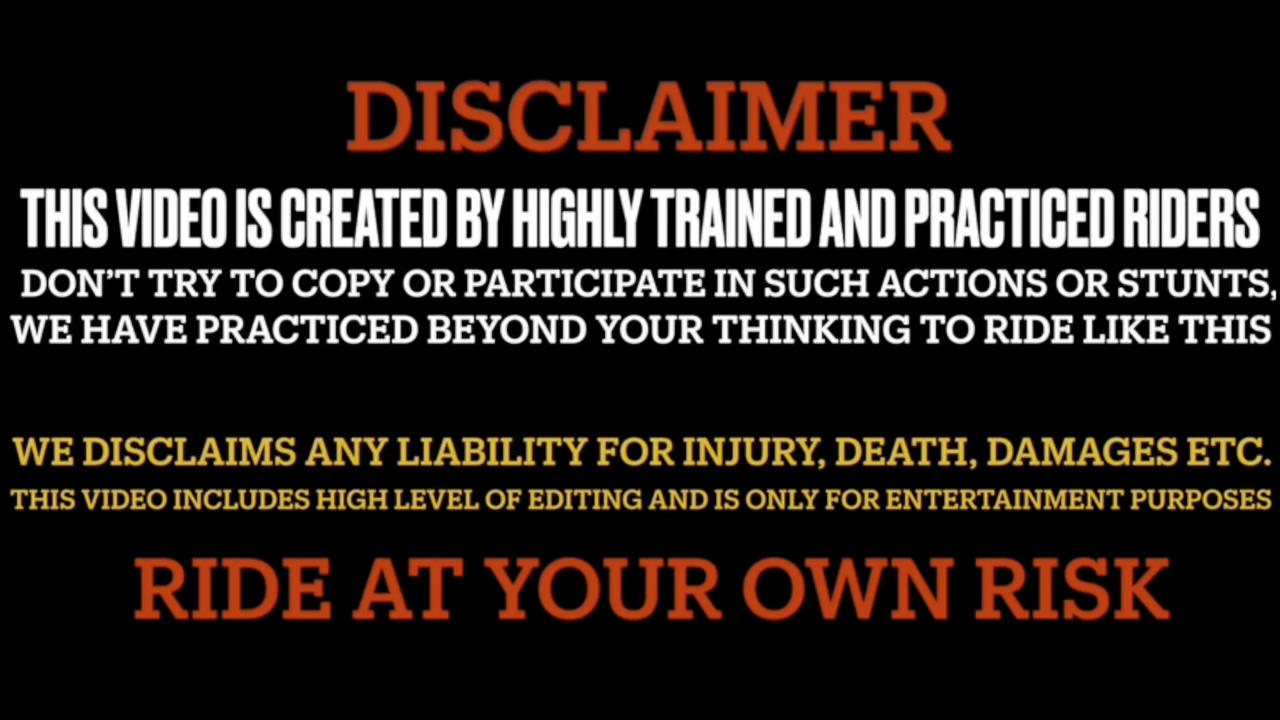 DISCLAIMER
THIS VIDEO IS CREATED BY HIGHLY TRAINED AND PRACTICED RIDERS
DON'T TRY TO COPY OR PARTICIPATE IN SUCH ACTIONS OR STUNTS,
WE HAVE PRACTICED BEYOND YOUR THINKING TO RIDE LIKE THIS
WE DISCLAIMS ANY LIABILITY FOR INJURY, DEATH, DAMAGES ETC.
THIS VIDEO INCLUDES HIGH LEVEL OF EDITING AND IS ONLY FOR ENTERTAINMENT PURPOSES
RIDE AT YOUR OWN RISK